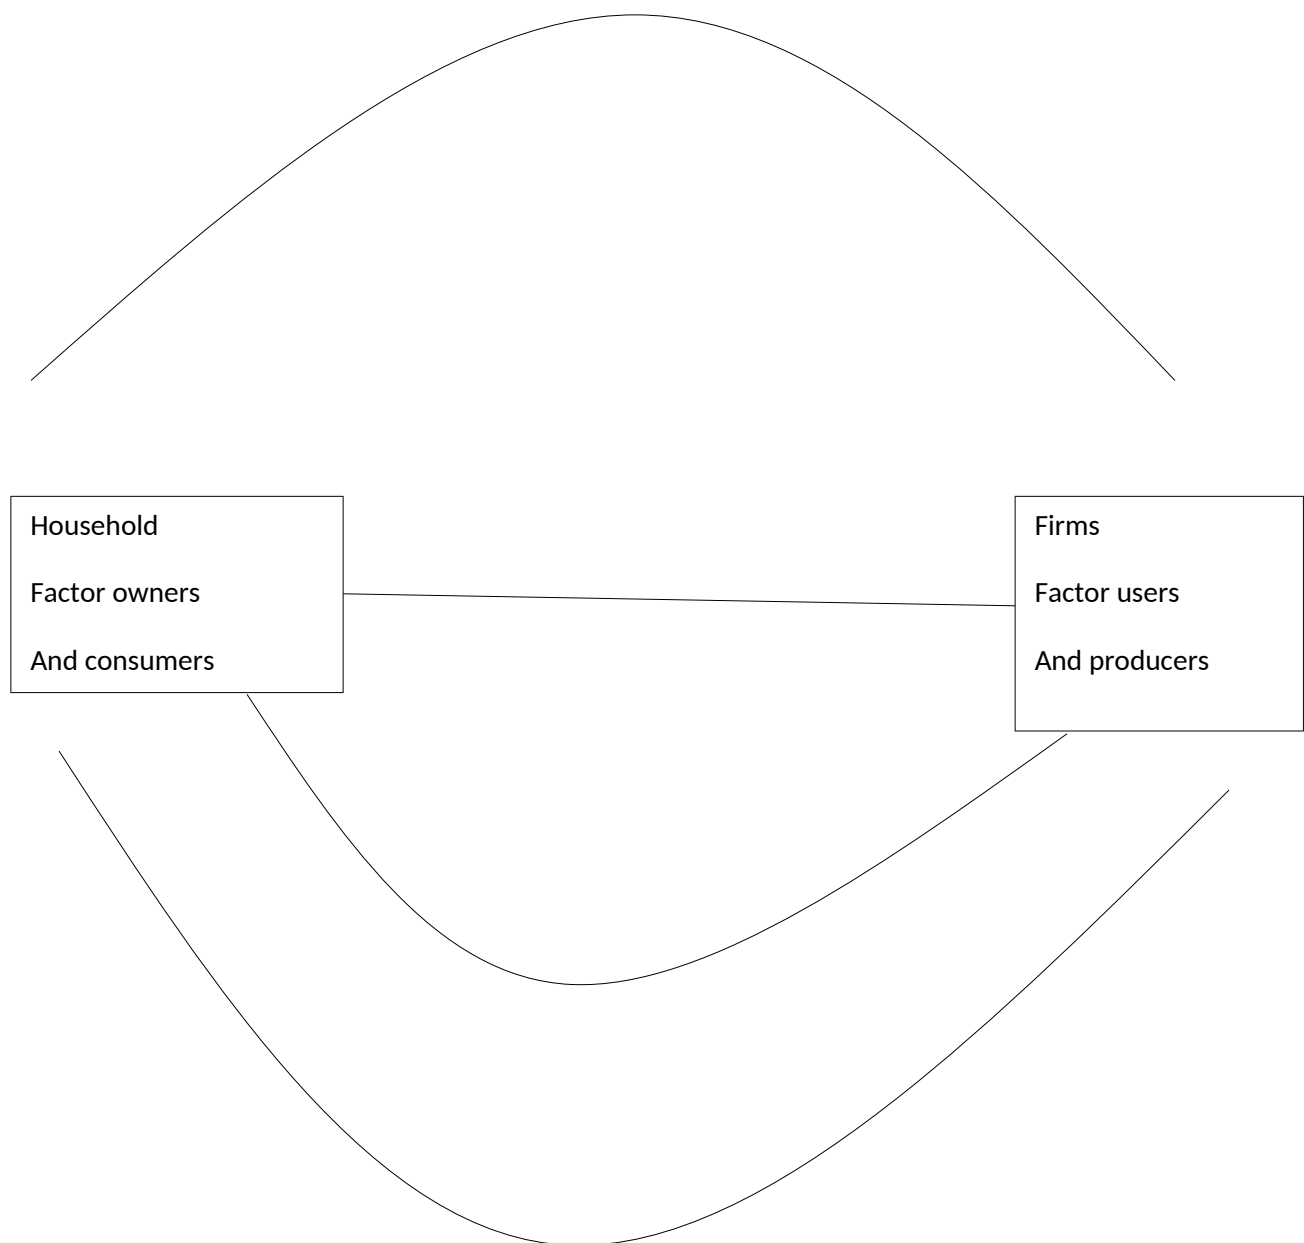 Household
Factor owners
And consumers
Firms
Factor users
And producers